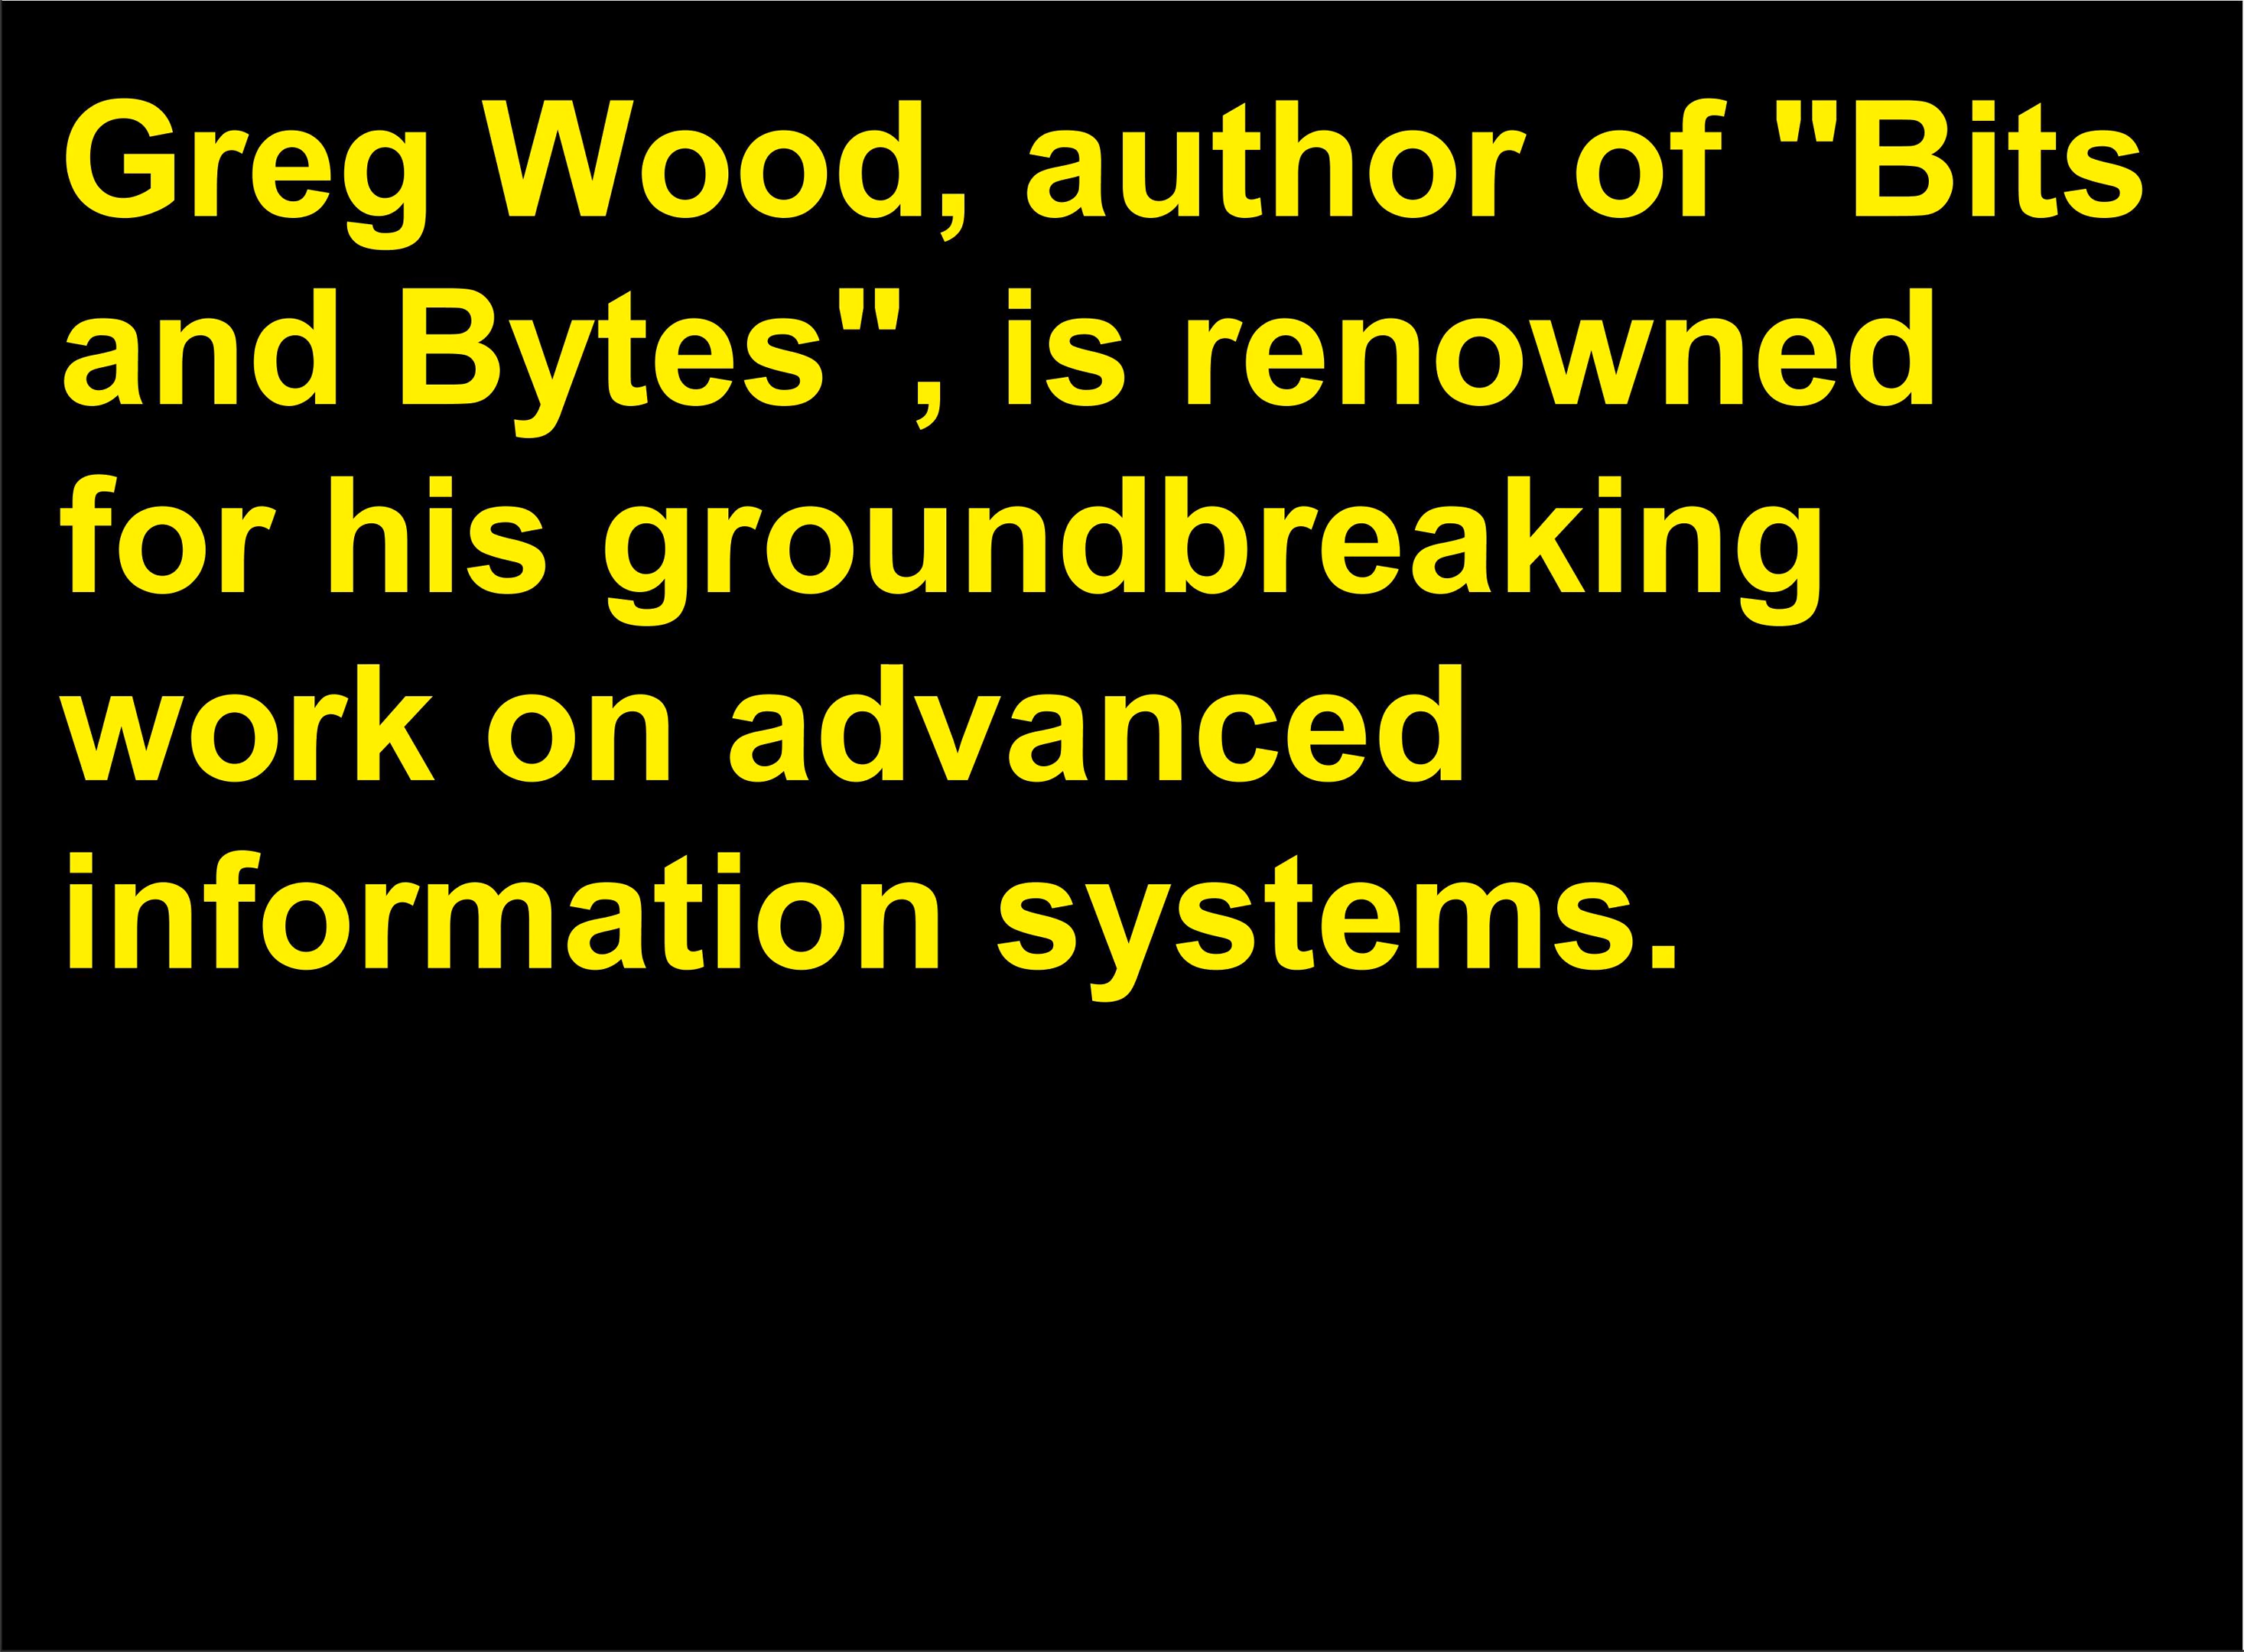 Greg Wood, author of "Bits
and Bytes", is renowned
for his groundbreaking
work on advanced
information systems.